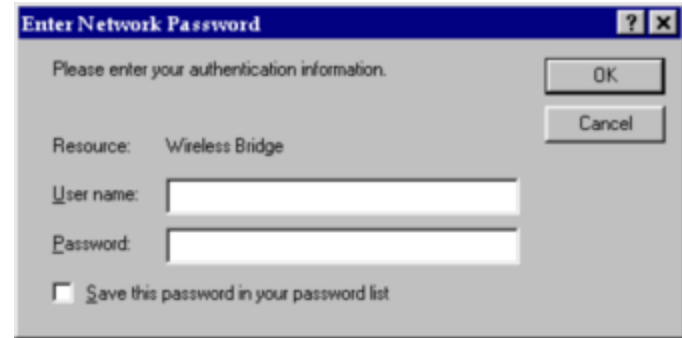 Enter Network Password
Please enter your authentication information.
OK
Cancel
Resource: Wireless Bridge
User name:
Password:
Save this password in your password list